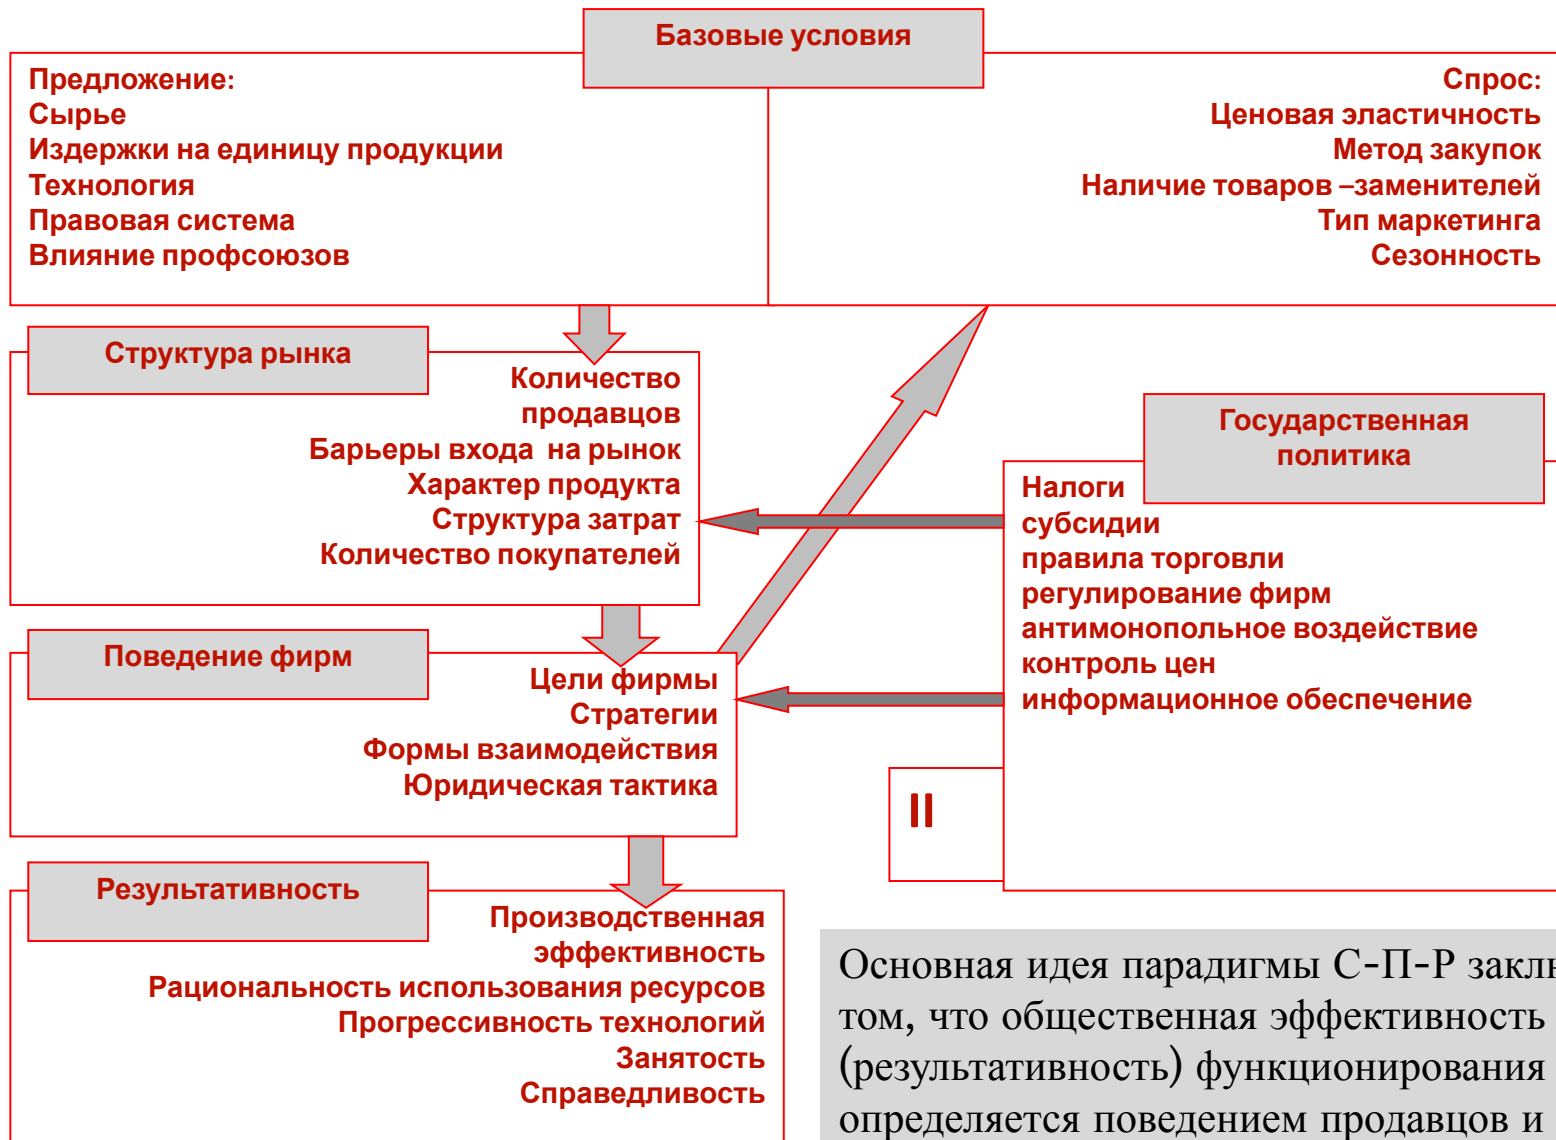 Базовые условия
Предложение:
Сырье
Издержки на единицу продукции
Технология
Правовая система
Влияние профсоюзов
Спрос:
Ценовая эластичность
Метод закупок
Наличие товаров –заменителей
Тип маркетинга
Сезонность
Структура рынка
Количество
продавцов
Барьеры входа на рынок
Характер продукта
Структура затрат
Количество покупателей
Государственная
политика
Налоги
субсидии
правила торговли
регулирование фирм
антимонопольное воздействие
контроль цен
информационное обеспечение
II
Поведение фирм
Цели фирмы
Стратегии
Формы взаимодействия
Юридическая тактика
Результативность
Производственная
эффективность
Рациональность использования ресурсов
Прогрессивность технологий
Занятость
Справедливость
Основная идея парадигмы С-П-Р
том, что общественная эффективность
(результативность) функционирования
определяется поведением продавцов и